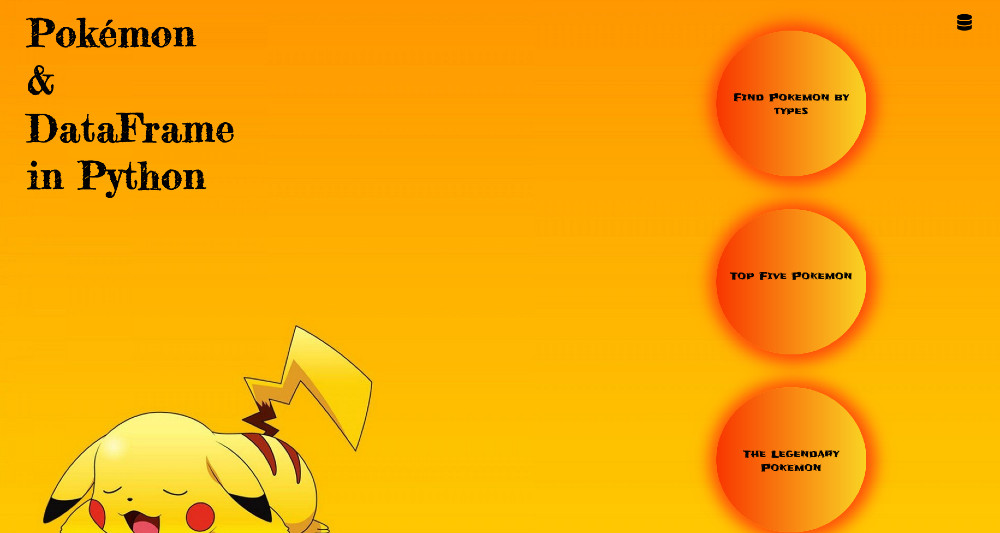 Pokémon
&
DataFrame
in Python
Find Pokemon by
types
Top Five Pokemon
The Legendary
Pokemon